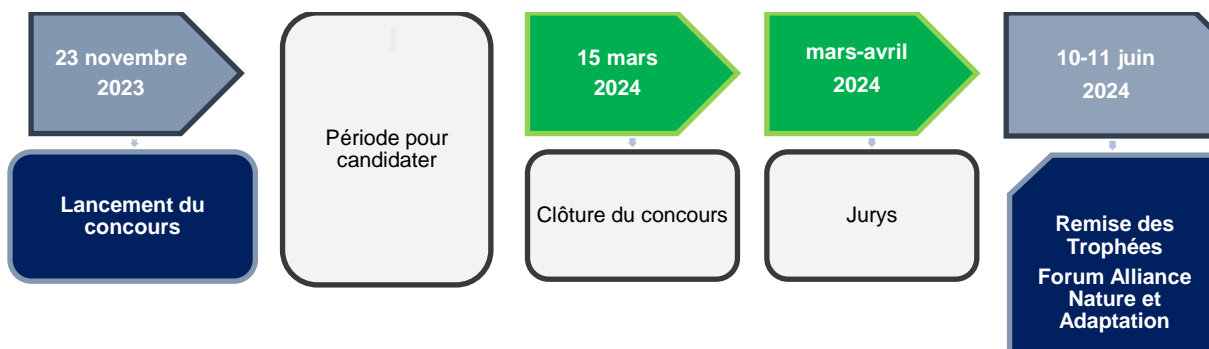 23 novembre
2023
Lancement du
concours
Période pour
candidater
15 mars
2024
Clôture du concours
mars-avril
2024
Jurys
10-11 juin
2024
Remise des
Trophées
Forum Alliance
Nature et
Adaptation